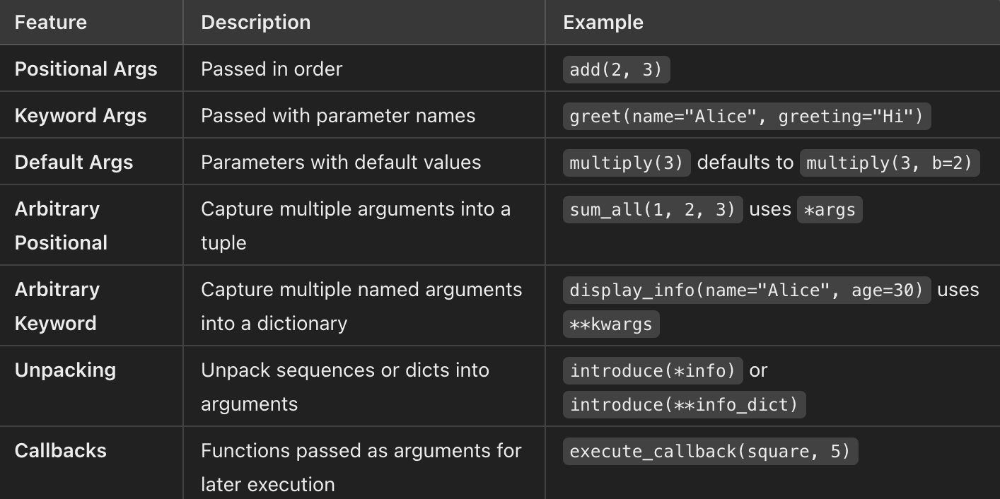 Feature Description Example
Positional Args Passed in order add(2, 3)
Keyword Args Passed with parameter names greet(name="Alice", greeting="Hi")
Default Args Parameters with default values multiply(3) defaults to multiply(3, b=2)
Arbitrary Capture multiple arguments into a sum_all(1, 2, 3) uses *args
Positional tuple
Arbitrary Capture multiple named arguments display_info(name="Alice", age=30) uses
Keyword into a dictionary **kwargs
Unpacking Unpack sequences or dicts into introduce(*info) or
arguments introduce(**info_dict)
Callbacks Functions passed as arguments for execute_callback(square, 5)
later execution